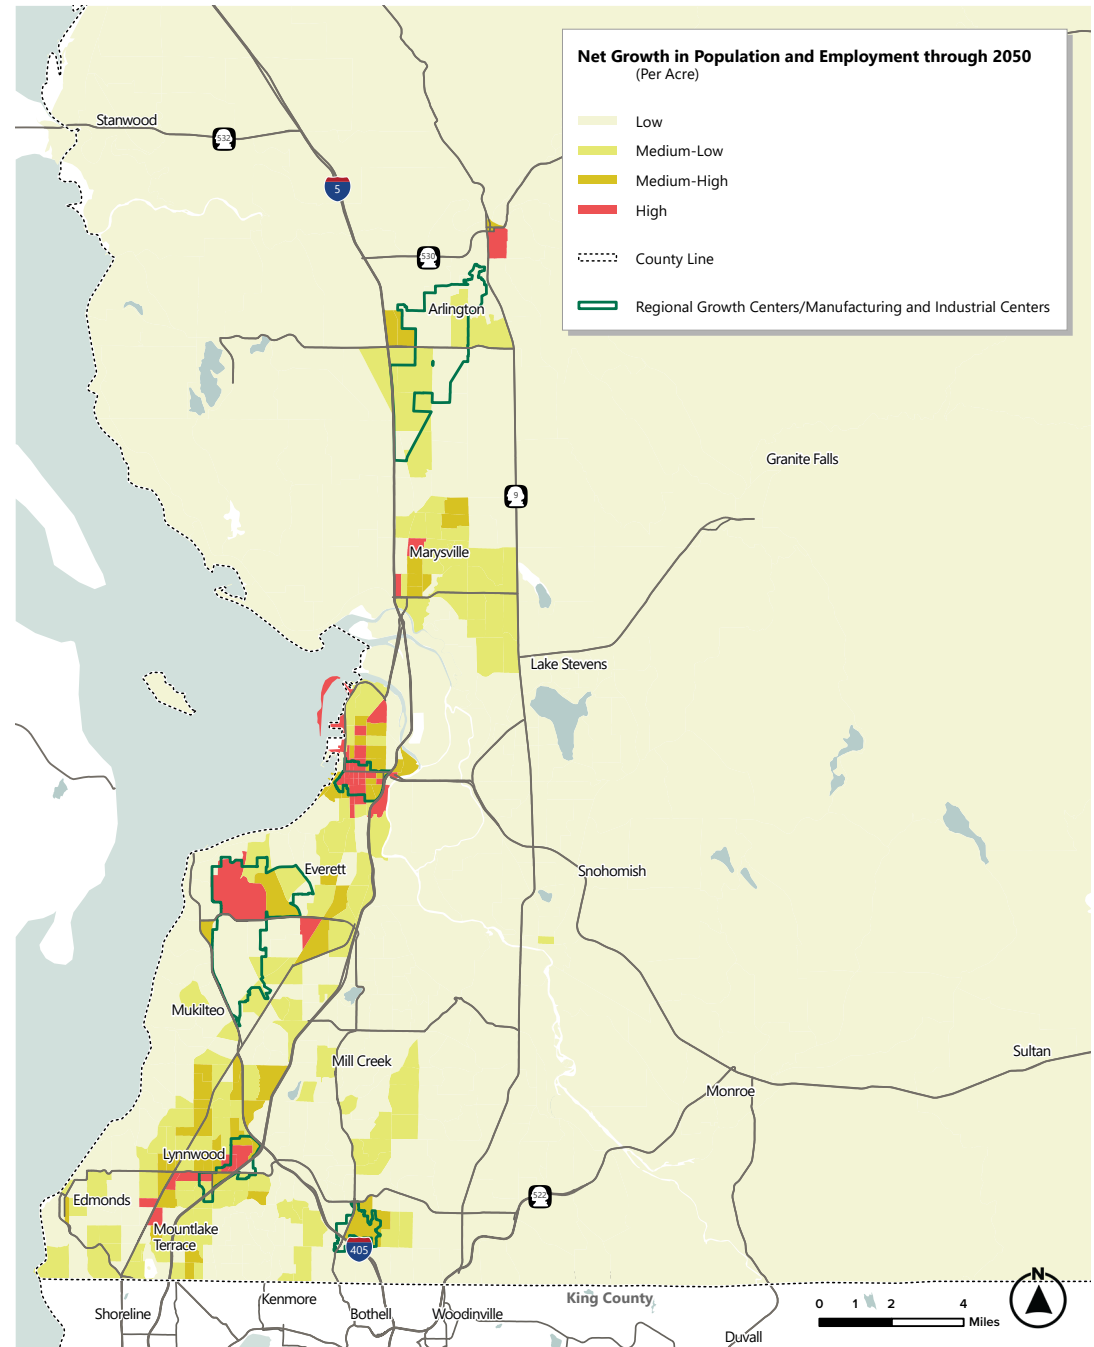 Net Growth in Population and Employment through 2050
(Per Acre)
Low
Medium-Low
Medium-High
High
County Line
Regional Growth Centers/Manufacturing and Industrial Centers
Stanwood
532
5
530
Arlington
Granite Falls
9
Marysville
Lake Stevens
Everett
Snohomish
Mukilteo
Mill Creek
Sultan
Monroe
Lynnwood
522
Edmonds
Mountlake
Terrace
405
King County
Shoreline
Kenmore
Bothell
Woodinville
Duvall
0 1 2 4
Miles
N